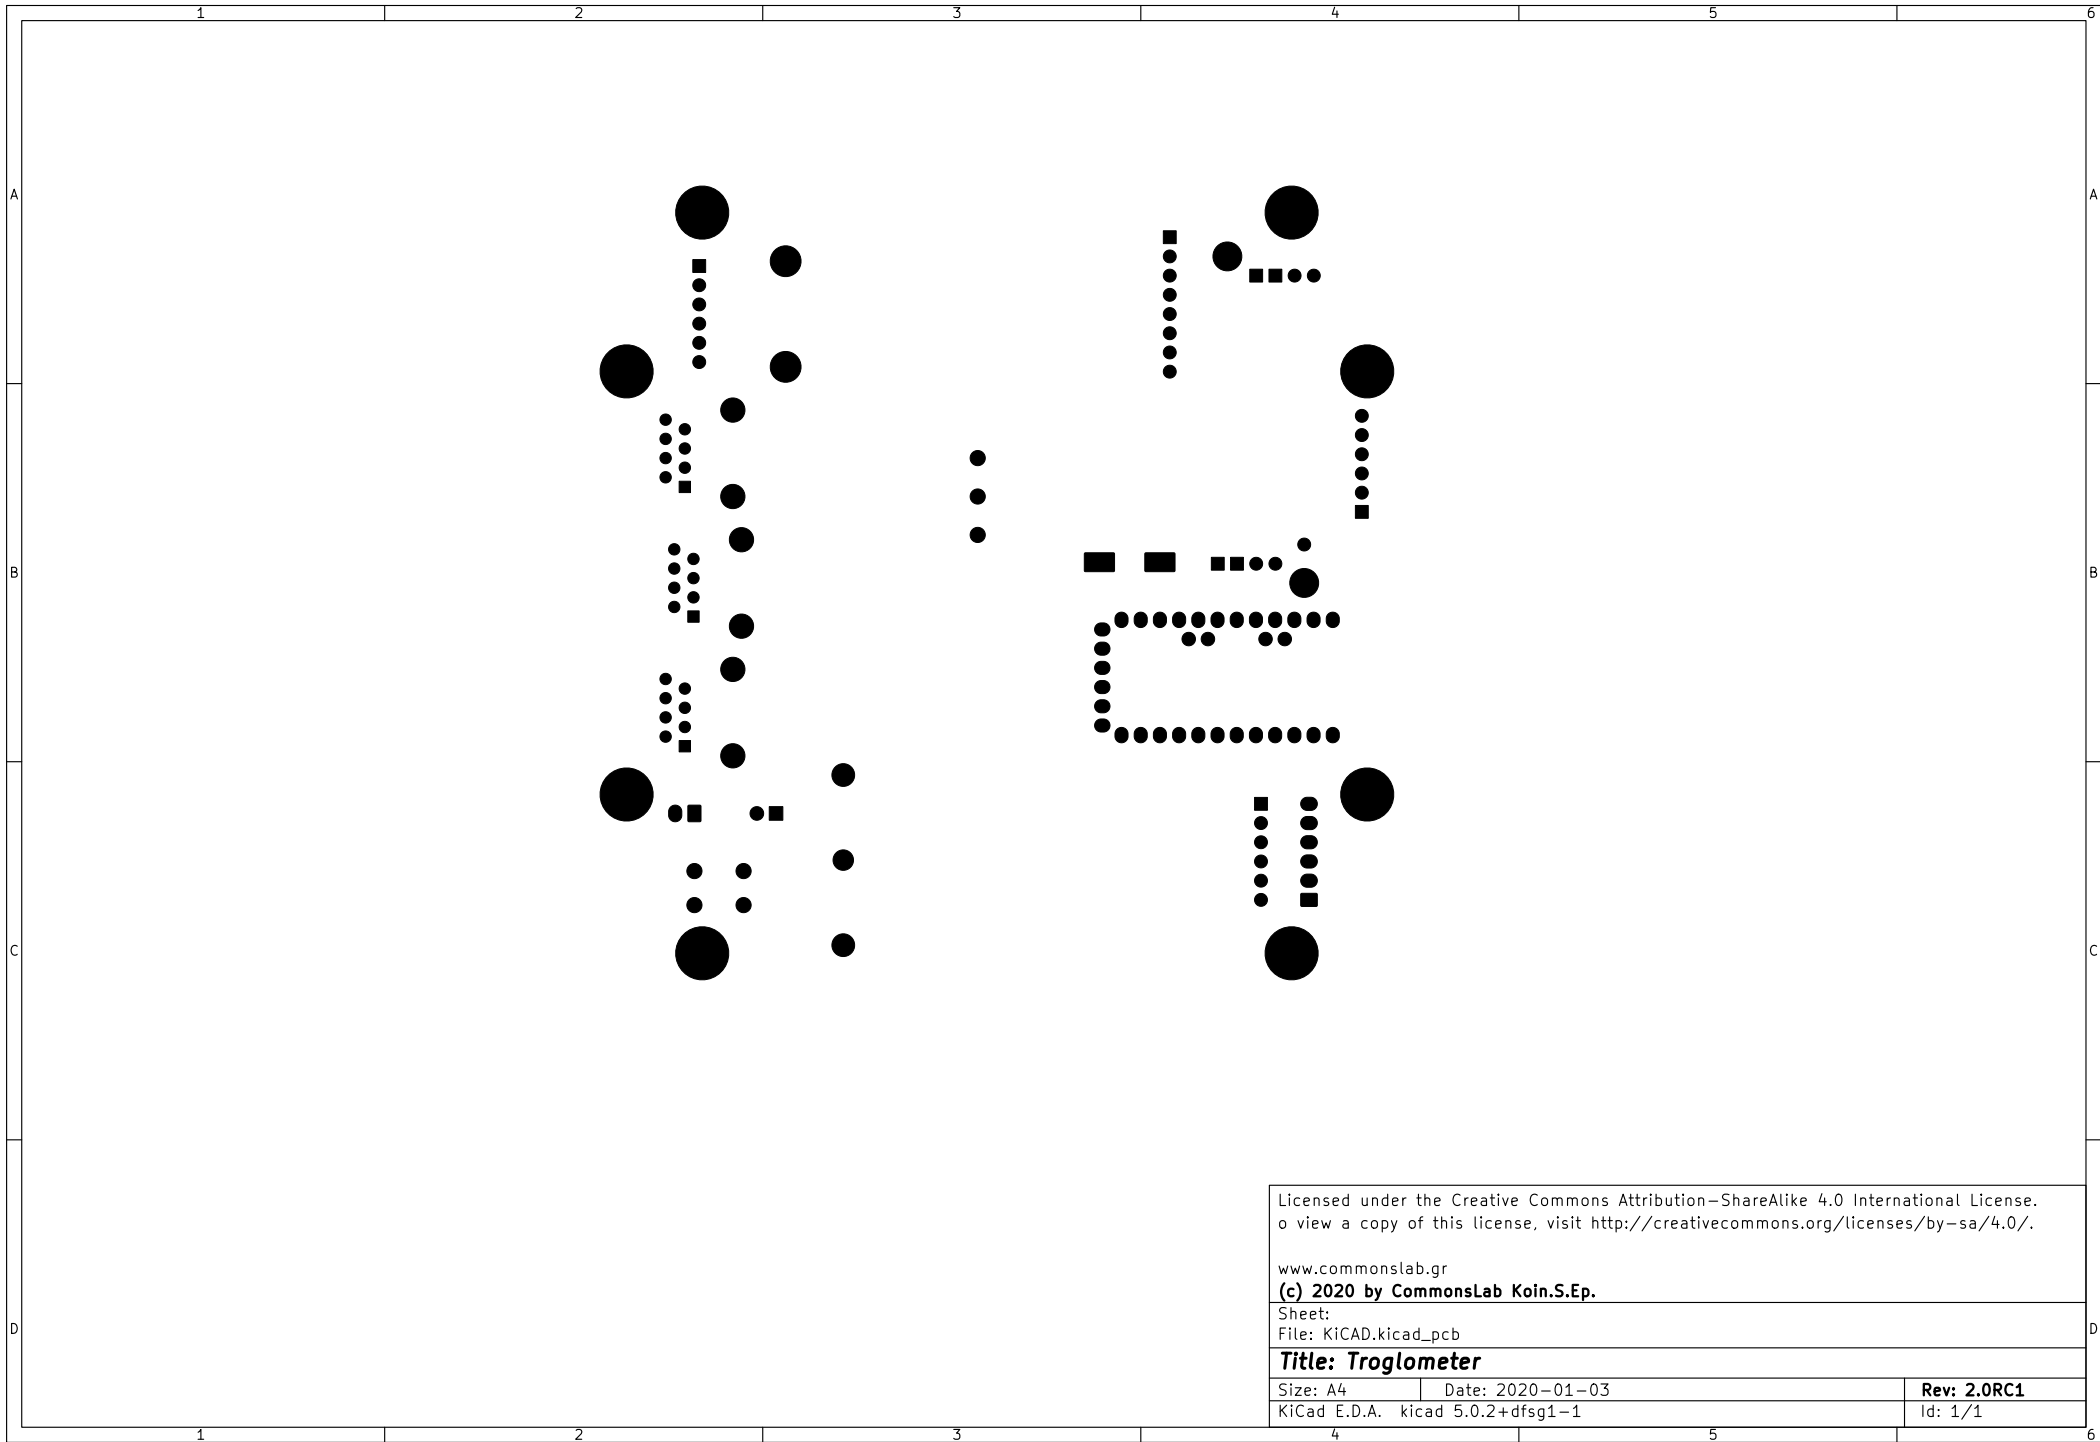 1 2 3 4 5 6
A A
B B
C C
Licensed under the Creative Commons Attribution-ShareAlike 4.0 International License.
o view a copy of this license, visit http://creativecommons.org/licenses/by-sa/4.0/.
www.commonslab.gr
(c) 2020 by CommonsLab Koin.S.Ep.
Sheet:
D D
File: KiCAD.kicad_pcb
Title: Troglometer
Size: A4 Date: 2020-01-03 Rev: 2.0RC1
KiCad E.D.A. kicad 5.0.2+dfsg1-1 Id: 1/1
1 2 3 4 5 6